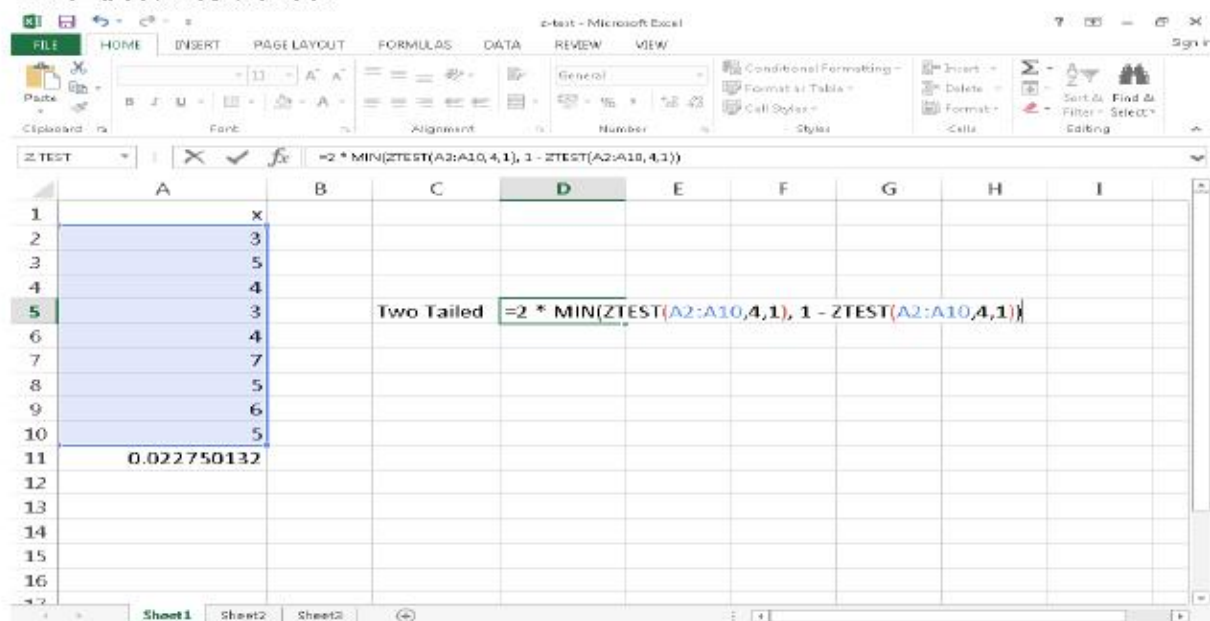 z-test - Microsoft Excel
FILE HOME INSERT PAGE LAYOUT FORMULAS DATA REVIEW VIEW Sign in
Paste 11 A A General Conditional Formatting Insert Σ
B I U A % Format as Table Delete Sort & Find &
Cell Styles Format Filter Select
Clipboard Font Alignment Number Styles Cells Editing
Z.TEST fx =2 * MIN(ZTEST(A2:A10,4,1), 1 - ZTEST(A2:A10,4,1))
A B C D E F G H I
1 x
2 3
3 5
4 4
5 3 Two Tailed =2 * MIN(ZTEST(A2:A10,4,1), 1 - ZTEST(A2:A10,4,1))
6 4
7 7
8 5
9 6
10 5
11 0.022750132
12
13
14
15
16
Sheet1 Sheet2 Sheet3